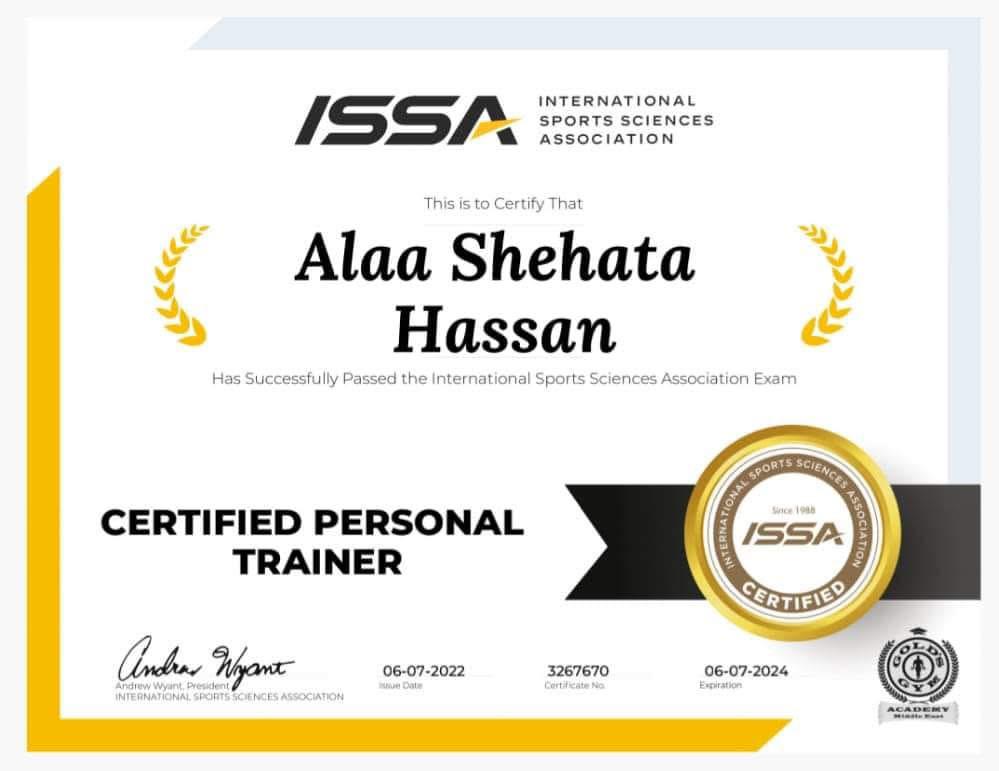 ISSA
INTERNATIONAL
SPORTS SCIENCES
ASSOCIATION
This is to Certify That
Alaa Shehata
Hassan
Has Successfully Passed the International Sports Sciences Association Exam
CERTIFIED PERSONAL
TRAINER
INTERNATIONAL SPORTS SCIENCES ASSOCIATION
Since 1988
ISSA
CERTIFIED
Andrew Wyant
Andrew Wyant, President
INTERNATIONAL SPORTS SCIENCES ASSOCIATION
06-07-2022
Issue Date
3267670
Certificate No.
06-07-2024
Expiration
GOLD'S
GYM
ACADEMY
Middle East